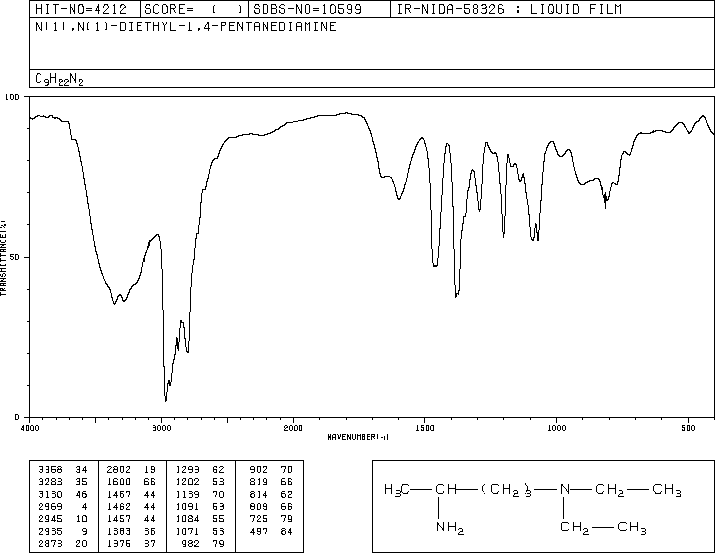 HIT-NO=4212 SCORE= ( ) SDBS-NO=10599 IR-NIDA-58326 : LIQUID FILM
N(1),N(1)-DIETHYL-1,4-PENTANEDIAMINE
C9H22N2
100
50
0
TRANSMITTANCE(%)
4000 3000 2000 1500 1000 500
WAVENUMBER(-1)
3368 34 2802 19 1293 62 902 70
3283 35 1600 66 1202 53 819 66
3130 46 1467 44 1139 70 814 62
2969 4 1462 44 1091 53 809 66
2945 10 1457 44 1084 55 725 79
2935 9 1383 36 1071 53 497 84
2873 20 1376 37 982 79
H3C CH (CH2)3 N CH2 CH3
NH2 CH2 CH3